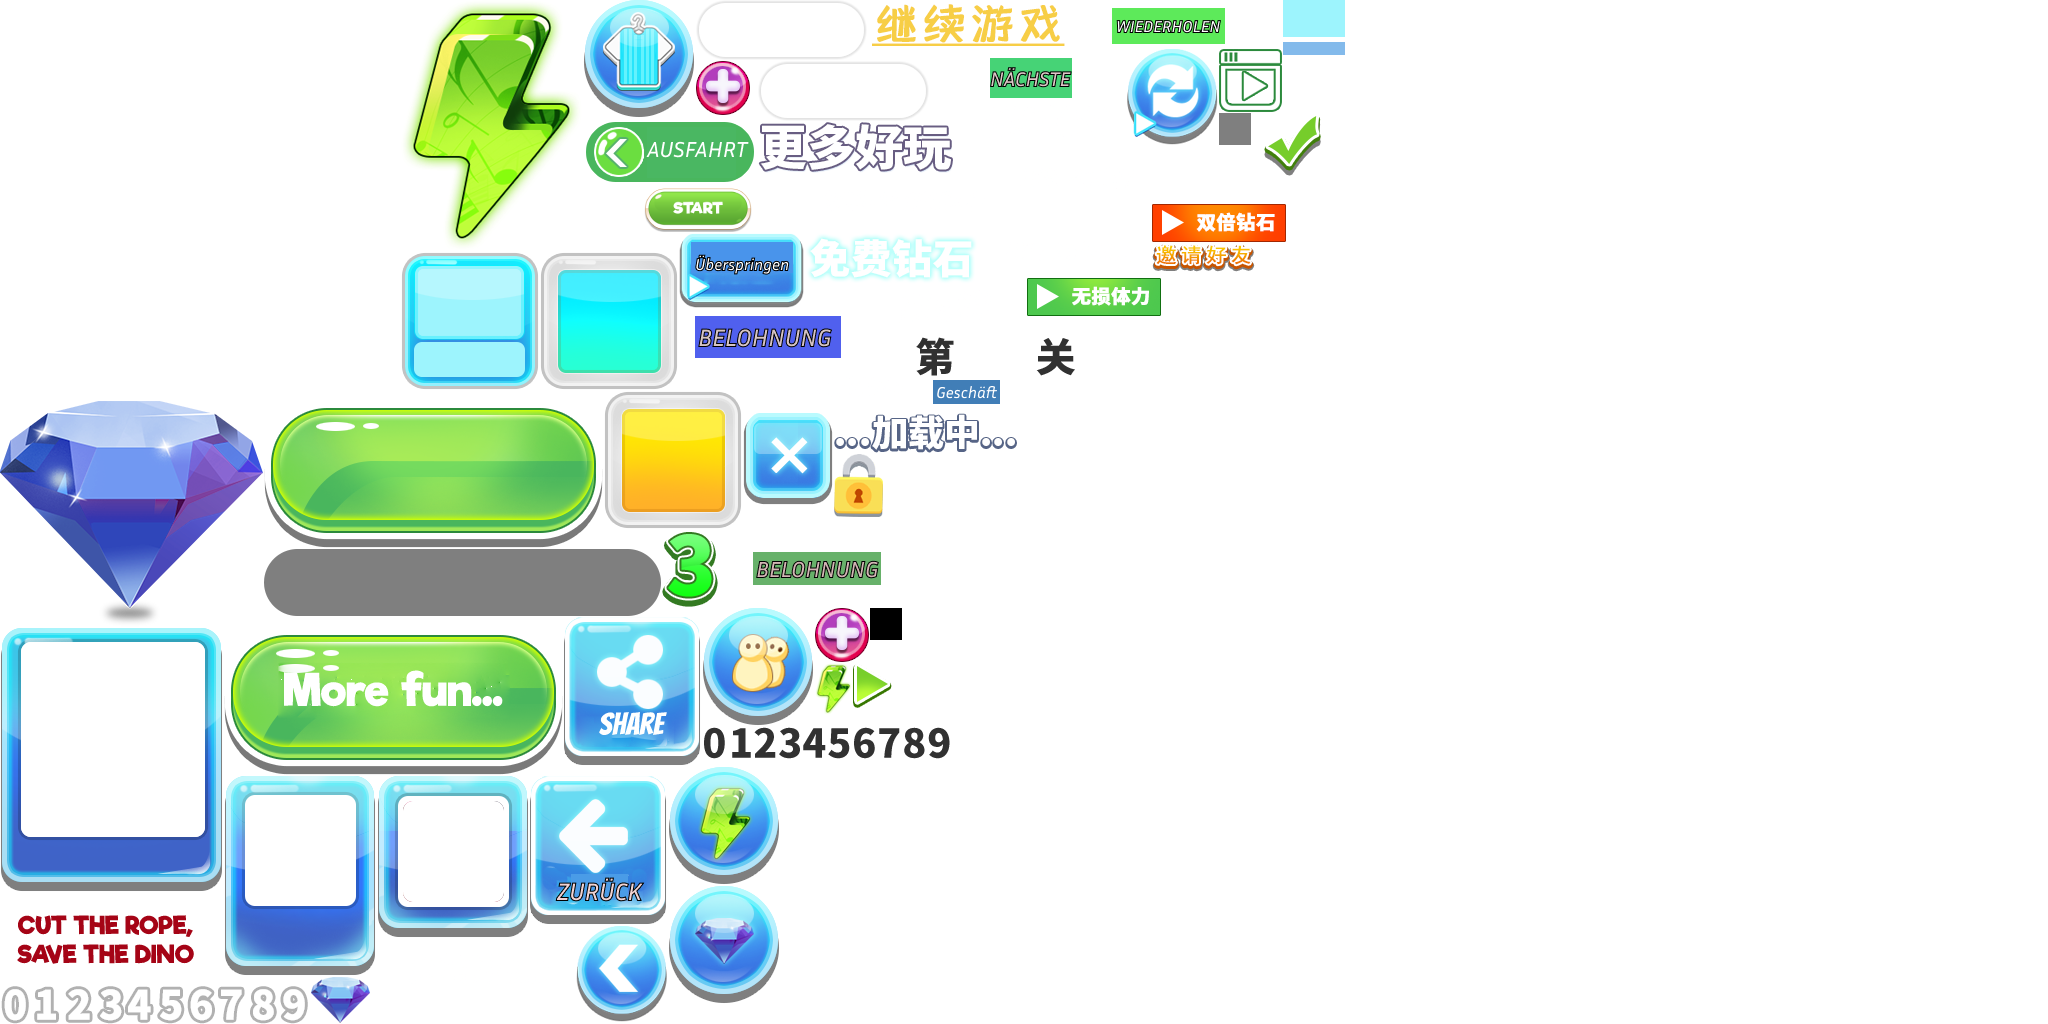 继续游戏
WIEDERHOLEN
NÄCHSTE
AUSFAHRT
更多好玩
START
双倍钻石
邀请好友
Überspringen
免费钻石
无损体力
BELOHNUNG
第 关
Geschäft
...加载中...
3
BELOHNUNG
More fun...
SHARE
0123456789
ZURÜCK
CUT THE ROPE,
SAVE THE DINO
0123456789